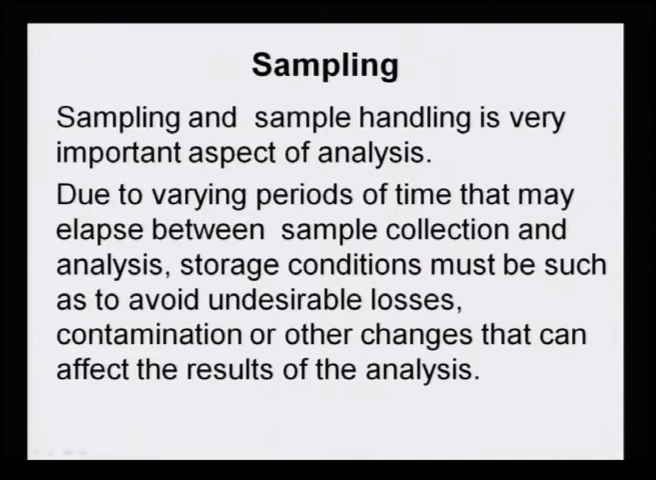 Sampling
Sampling and  sample handling is very
important aspect of analysis.
Due to varying periods of time that may
elapse between  sample collection and
analysis, storage conditions must be such
as to avoid undesirable losses,
contamination or other changes that can
affect the results of the analysis.